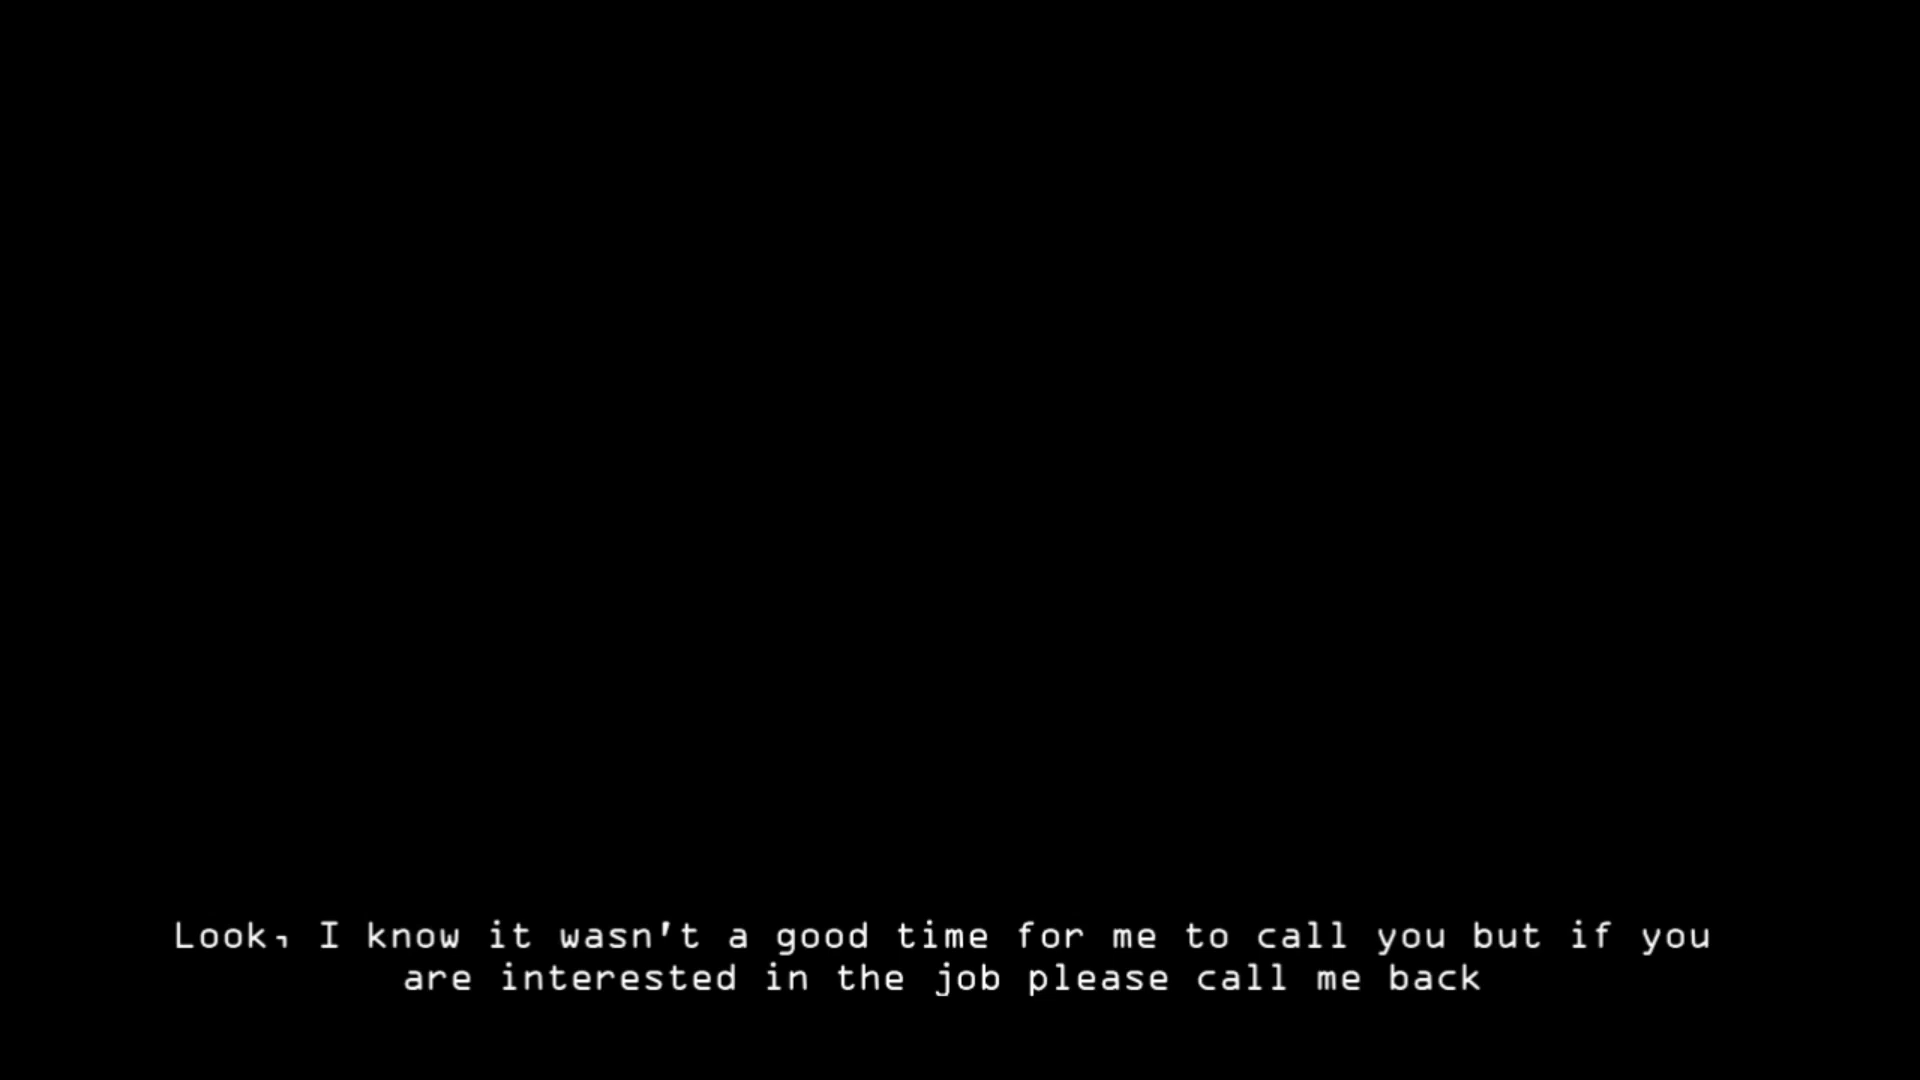 Look, I know it wasn't a good time for me to call you but if you
are interested in the job please call me back